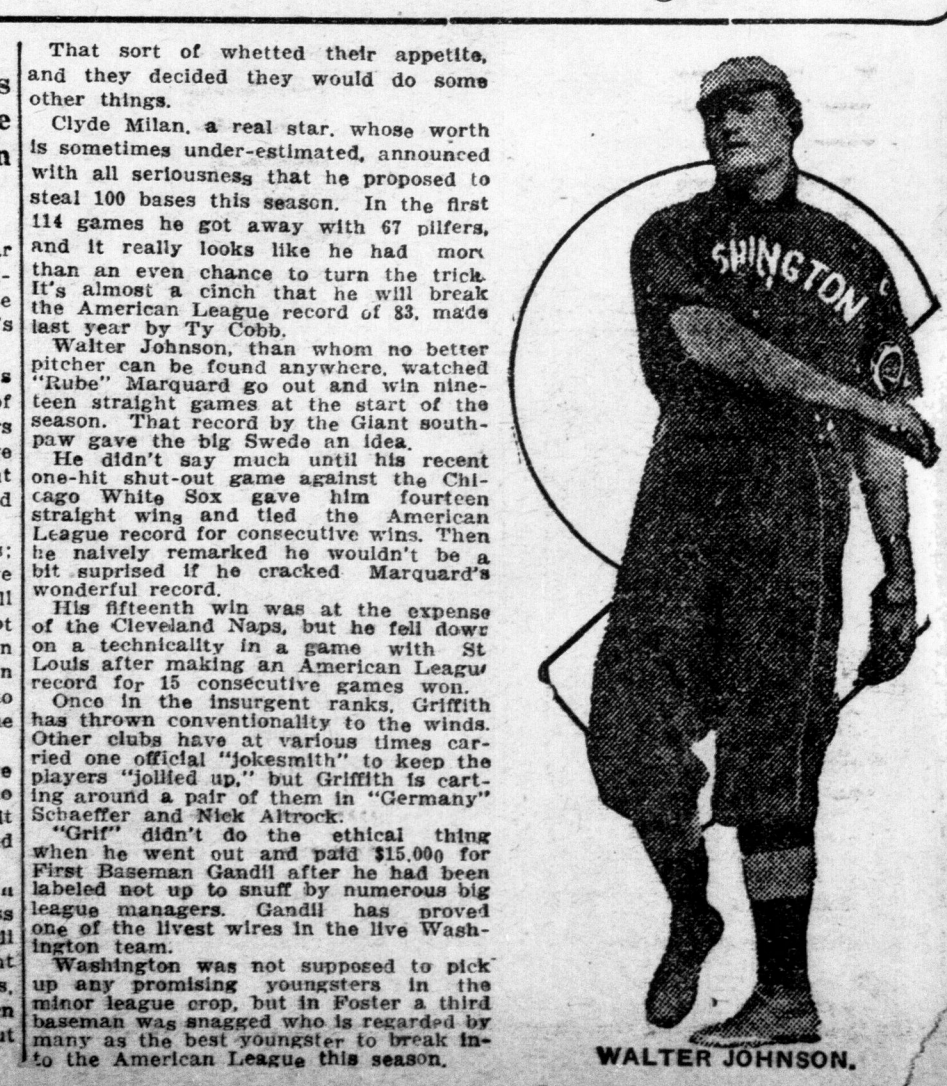 That sort of whetted their appetite,
and they decided they would do some
other things.
Clyde Milan, a real star, whose worth
is sometimes under-estimated, announced
with all seriousness that he proposed to
steal 100 bases this season. In the first
114 games he got away with 67 pilfers,
and it really looks like he had more
than an even chance to turn the trick.
It's almost a cinch that he will break
the American League record of 83, made
last year by Ty Cobb.
Walter Johnson, than whom no better
pitcher can be found anywhere, watched
"Rube" Marquard go out and win nine-
teen straight games at the start of the
season. That record by the Giant south-
paw gave the big Swede an idea.
He didn't say much until his recent
one-hit shut-out game against the Chi-
cago White Sox gave him fourteen
straight wins and tied the American
League record for consecutive wins. Then
he naively remarked he wouldn't be a
bit suprised if he cracked Marquard's
wonderful record.
His fifteenth win was at the expense
of the Cleveland Naps, but he fell down
on a technicality in a game with St
Louis after making an American League
record for 15 consecutive games won.
Once in the insurgent ranks, Griffith
has thrown conventionality to the winds.
Other clubs have at various times car-
ried one official "jokesmith" to keep the
players "jollied up," but Griffith is cart-
ing around a pair of them in "Germany"
Schaeffer and Nick Altrock.
"Grif" didn't do the ethical thing
when he went out and paid $15,000 for
First Baseman Gandil after he had been
labeled not up to snuff by numerous big
league managers. Gandil has proved
one of the livest wires in the live Wash-
ington team.
Washington was not supposed to pick
up any promising youngsters in the
minor league crop, but in Foster a third
baseman was snagged who is regarded by
many as the best youngster to break in-
to the American League this season.
SHINGTON
WALTER JOHNSON.